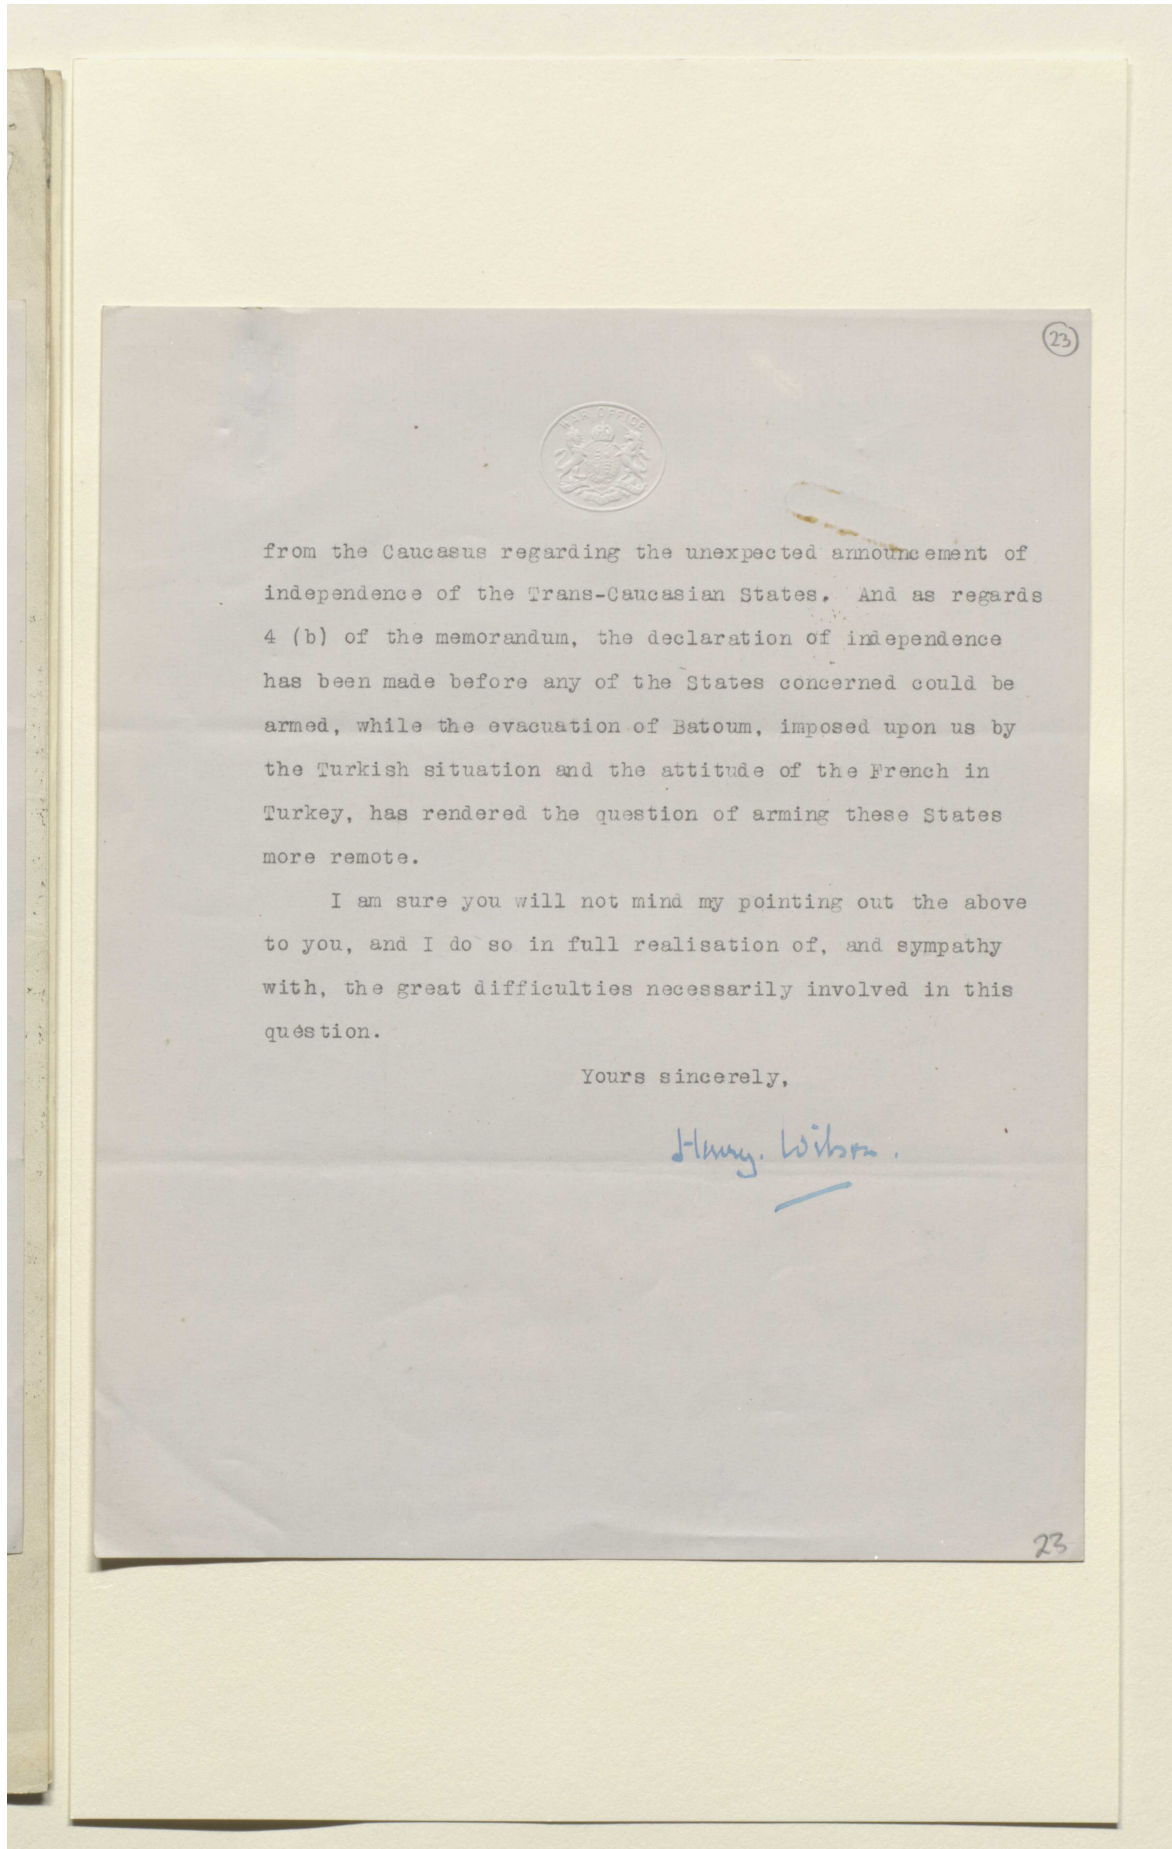 23
WAR OFFICE
from the Caucasus regarding the unexpected announcement of
independence of the Trans-Caucasian States. And as regards
4 (b) of the memorandum, the declaration of independence
has been made before any of the States concerned could be
armed, while the evacuation of Batoum, imposed upon us by
the Turkish situation and the attitude of the French in
Turkey, has rendered the question of arming these States
more remote.
I am sure you will not mind my pointing out the above
to you, and I do so in full realisation of, and sympathy
with, the great difficulties necessarily involved in this
question.
Yours sincerely,
Henry. Wilson.
23